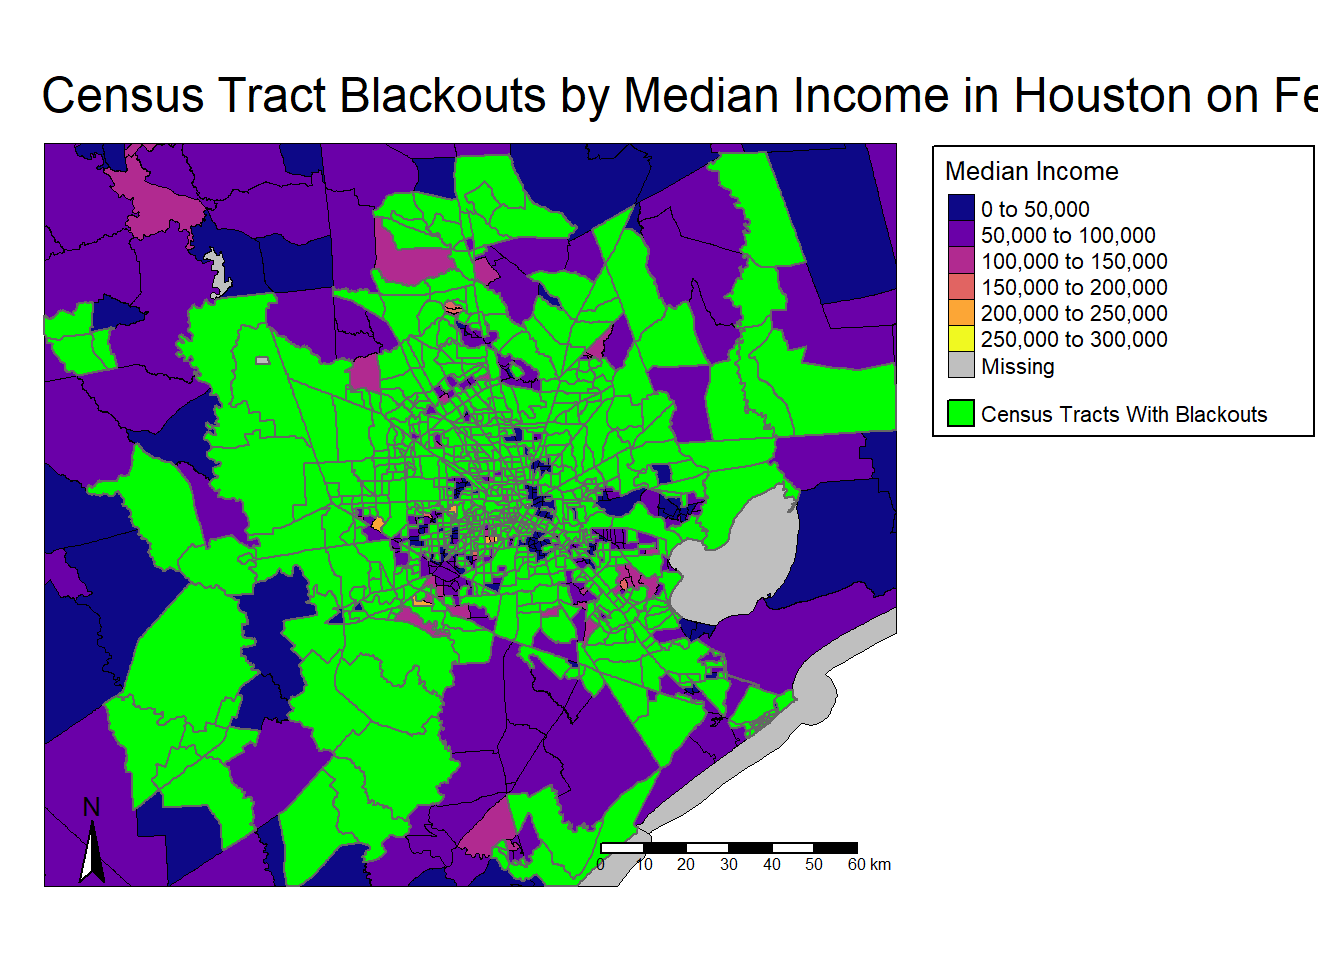 Census Tract Blackouts by Median Income in Houston on Fe
Median Income
0 to 50,000
50,000 to 100,000
100,000 to 150,000
150,000 to 200,000
200,000 to 250,000
250,000 to 300,000
Missing
Census Tracts With Blackouts
N
0 10 20 30 40 50 60 km